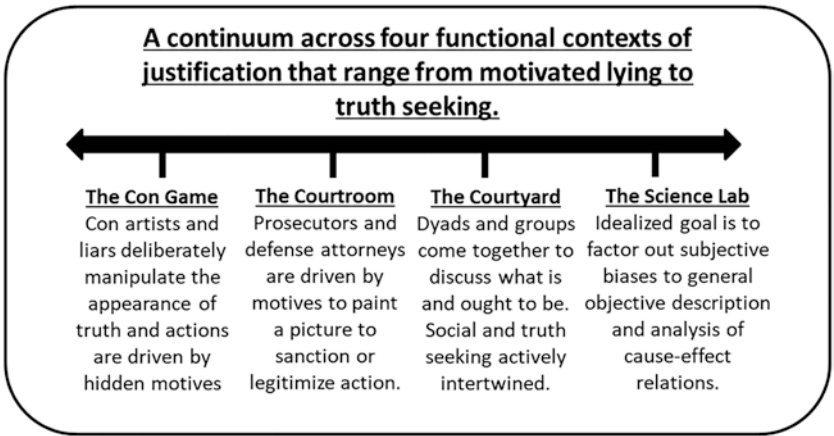 A continuum across four functional contexts of
justification that range from motivated lying to
truth seeking.
The Con Game
Con artists and
liars deliberately
manipulate the
appearance of
truth and actions
are driven by
hidden motives
The Courtroom
Prosecutors and
defense attorneys
are driven by
motives to paint
a picture to
sanction or
legitimize action.
The Courtyard
Dyads and groups
come together to
discuss what is
and ought to be.
Social and truth
seeking actively
intertwined.
The Science Lab
Idealized goal is to
factor out subjective
biases to general
objective description
and analysis of
cause-effect
relations.